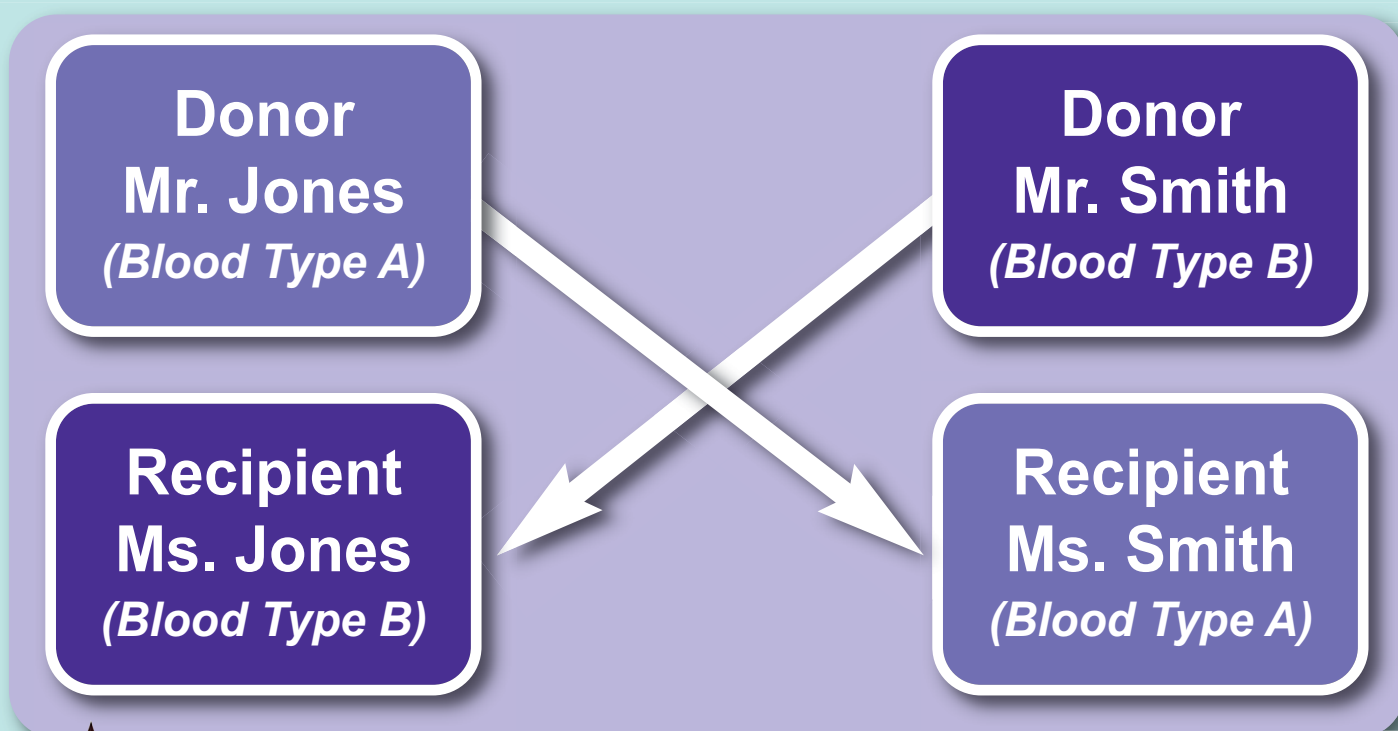 Donor
Mr. Jones
(Blood Type A)
Donor
Mr. Smith
(Blood Type B)
Recipient
Ms. Jones
(Blood Type B)
Recipient
Ms. Smith
(Blood Type A)